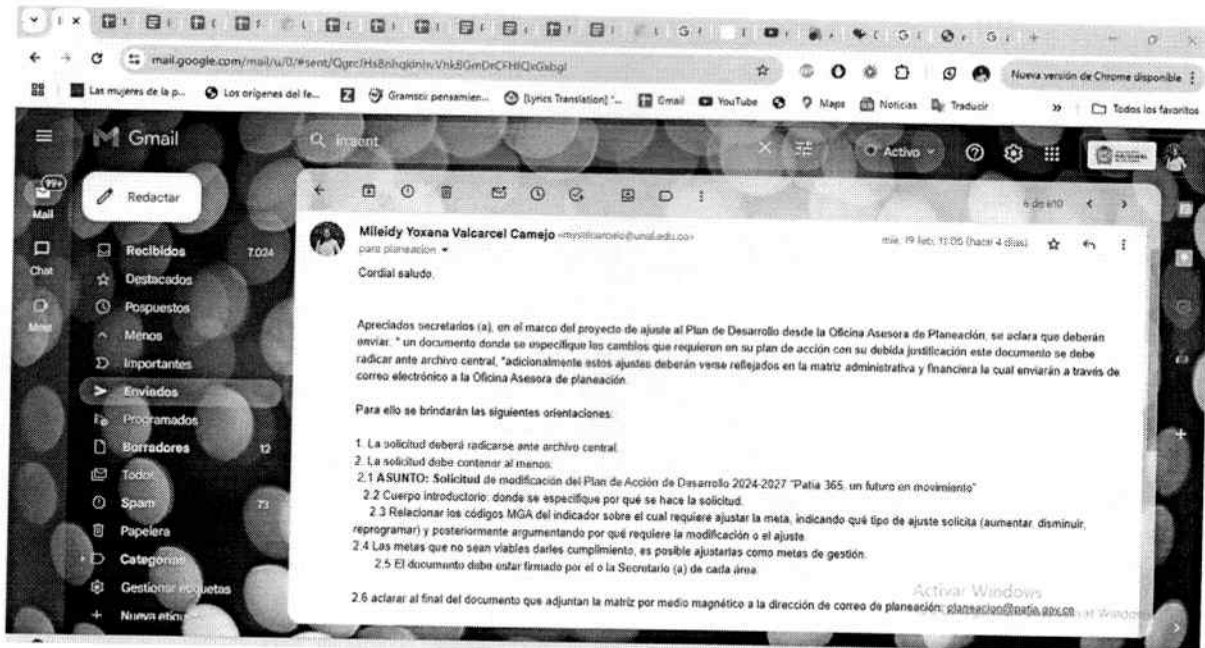 mail.google.com/mail/u/0/#sent/
Nueva versión de Chrome disponible
Las mujeres de la p...
Los orígenes del fe...
Gramsci: pensamien...
[Lyrics Translation] '-...
Gmail
YouTube
Maps
Noticias
Traducir
»
Todos los favoritos
Gmail
Activo
99+
Mail
Chat
Meet
Redactar
Recibidos 7.024
Destacados
Pospuestos
Menos
Importantes
Enviados
Programados
Borradores 12
Todos
Spam 73
Papelera
Categorías
Gestionar etiquetas
6 de 610
Mileidy Yoxana Valcarcel Camejo
mié, 19 feb, 11:06 (hace 4 días)
para planeacion
Cordial saludo.
Apreciados secretarios (a), en el marco del proyecto de ajuste al Plan de Desarrollo desde la Oficina Asesora de Planeación, se aclara que deberán
enviar, * un documento donde se especifique los cambios que requieren en su plan de acción con su debida justificación este documento se debe
radicar ante archivo central, *adicionalmente estos ajustes deberán verse reflejados en la matriz administrativa y financiera la cual enviarán a través de
correo electrónico a la Oficina Asesora de planeación.
Para ello se brindarán las siguientes orientaciones:
1. La solicitud deberá radicarse ante archivo central.
2. La solicitud debe contener al menos:
2.1 ASUNTO: Solicitud de modificación del Plan de Acción de Desarrollo 2024-2027 "Patía 365, un futuro en movimiento"
2.2 Cuerpo introductorio: donde se especifique por qué se hace la solicitud.
2.3 Relacionar los códigos MGA del indicador sobre el cual requiere ajustar la meta, indicando qué tipo de ajuste solicita (aumentar, disminuir,
reprogramar) y posteriormente argumentando por qué requiere la modificación o el ajuste
2.4 Las metas que no sean viables darles cumplimiento, es posible ajustarlas como metas de gestión.
2.5 El documento debe estar firmado por el o la Secretario (a) de cada área.
2.6 aclarar al final del documento que adjuntan la matriz por medio magnético a la dirección de correo de planeación: planeacion@patia.gov.co
Activar Windows